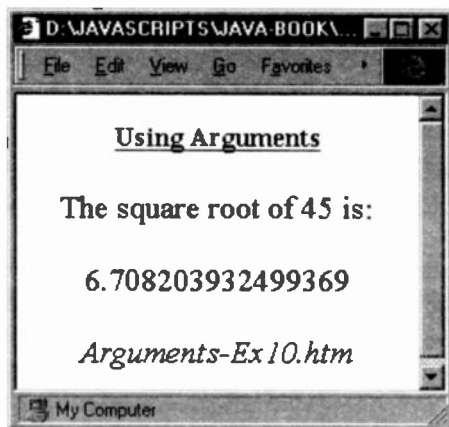 D:\JAVASCRIPTS\JAVA-BOOK\...
File Edit View Go Favorites
Using Arguments
The square root of 45 is:
6.708203932499369
Arguments-Ex10.htm
My Computer